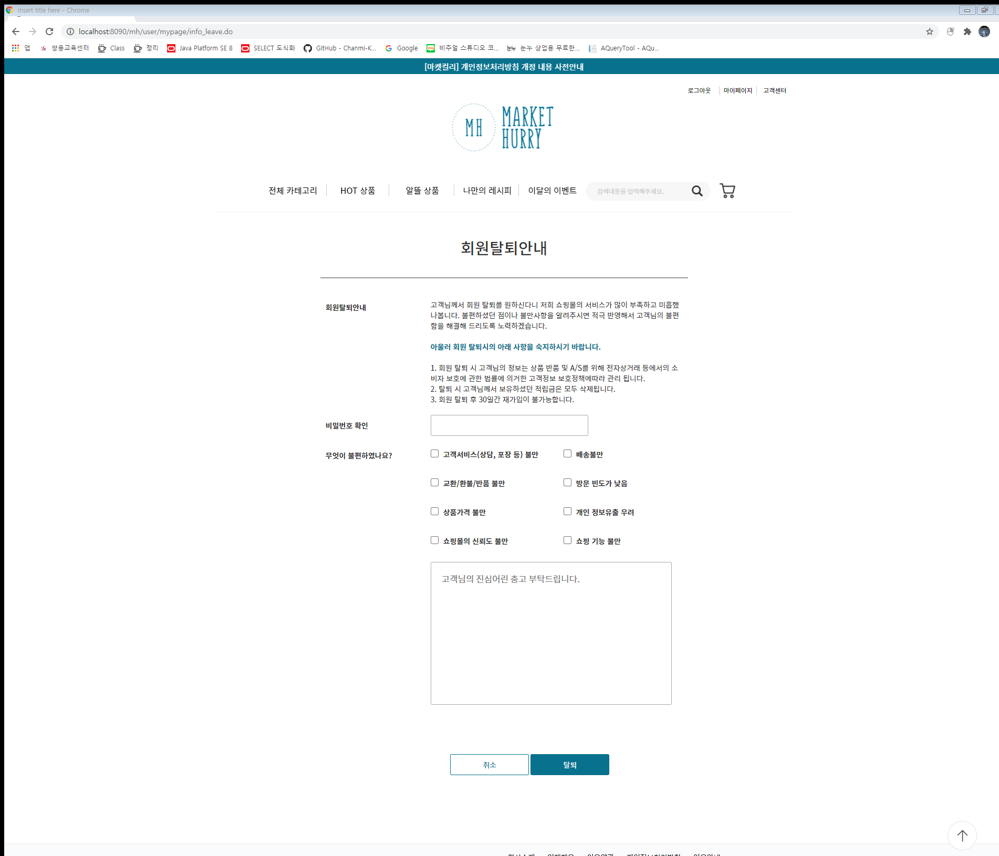 Insert title here - Chrome
localhost:8090/mh/user/mypage/info_leave.do
앱 쌍용교육센터 Class 정리 Java Platform SE 8 SELECT 도식화 GitHub - Chanmi-K... Google 비주얼 스튜디오 코... 눈누 상업용 무료한... AQueryTool - AQu...
[마켓컬리] 개인정보처리방침 개정 내용 사전안내
로그아웃 마이페이지 고객센터
MH MARKET HURRY
전체 카테고리 HOT 상품 알뜰 상품 나만의 레시피 이달의 이벤트 검색내용을 입력해주세요.
회원탈퇴안내
회원탈퇴안내
고객님께서 회원 탈퇴를 원하신다니 저희 쇼핑몰의 서비스가 많이 부족하고 미흡했
나봅니다. 불편하셨던 점이나 불만사항을 알려주시면 적극 반영해서 고객님의 불편
함을 해결해 드리도록 노력하겠습니다.
아울러 회원 탈퇴시의 아래 사항을 숙지하시기 바랍니다.
1. 회원 탈퇴 시 고객님의 정보는 상품 반품 및 A/S를 위해 전자상거래 등에서의 소
비자 보호에 관한 법률에 의거한 고객정보 보호정책에따라 관리 됩니다.
2. 탈퇴 시 고객님께서 보유하셨던 적립금은 모두 삭제됩니다.
3. 회원 탈퇴 후 30일간 재가입이 불가능합니다.
비밀번호 확인
무엇이 불편하였나요?
고객서비스(상담, 포장 등) 불만 배송불만
교환/환불/반품 불만 방문 빈도가 낮음
상품가격 불만 개인 정보유출 우려
쇼핑몰의 신뢰도 불만 쇼핑 기능 불만
고객님의 진심어린 충고 부탁드립니다.
취소 탈퇴